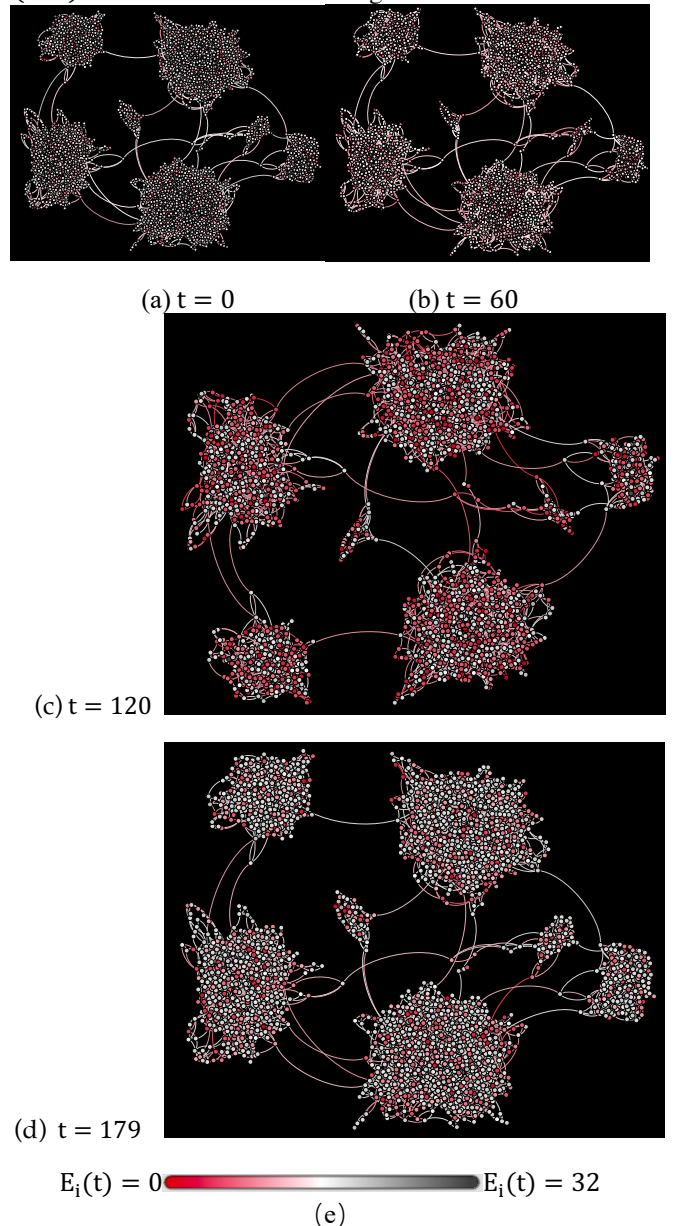 (a) t = 0
(b) t = 60
(c) t = 120
(d) t = 179
E_i(t) = 0
E_i(t) = 32
(e)